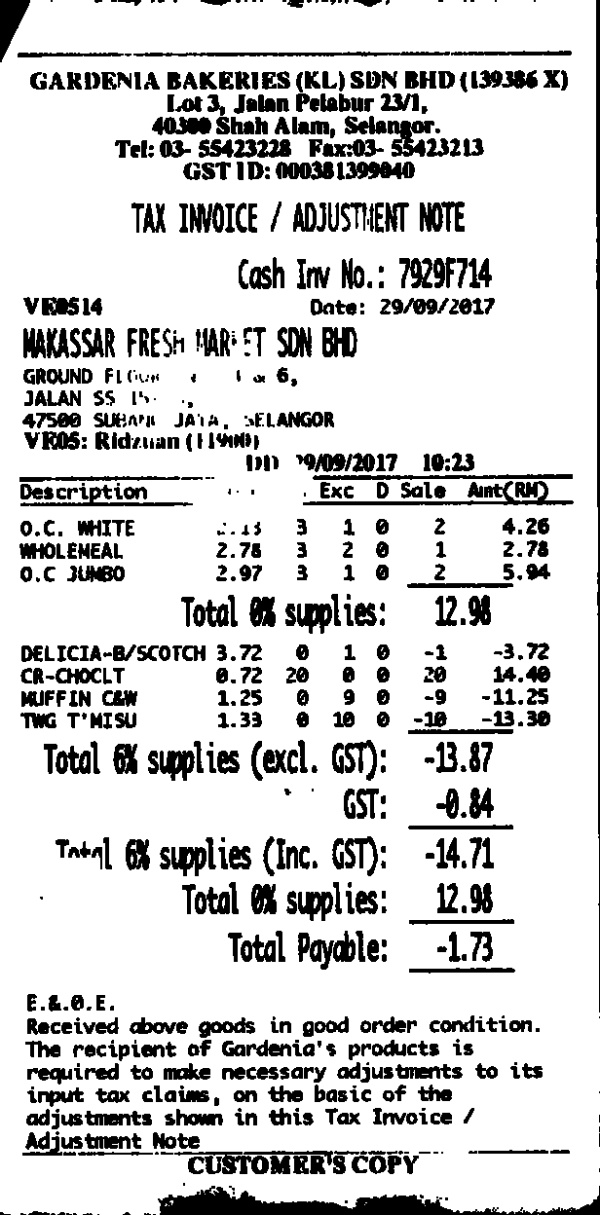 GARDENIA BAKERIES (KL) SDN BHD (139386 X)
Lot 3, Jalan Pelabur 23/1,
40300 Shah Alam, Selangor.
Tel: 03- 55423228 Fax:03- 55423213
GST ID: 000381399040
TAX INVOICE / ADJUSTMENT NOTE
Cash Inv No.: 7929F714
VE0514 Date: 29/09/2017
MAKASSAR FRESH MARKET SDN BHD
GROUND FLOOR 6,
JALAN SS
47500 SUBANG JAYA, SELANGOR
VE05: Ridzuan (11900)
DD 29/09/2017 10:23
Description Exc D Sale Amt(RM)
O.C. WHITE 2.13 3 1 0 2 4.26
WHOLEMEAL 2.78 3 2 0 1 2.78
O.C JUMBO 2.97 3 1 0 2 5.94
Total 0% supplies: 12.98
DELICIA-B/SCOTCH 3.72 0 1 0 -1 -3.72
CR-CHOCLT 0.72 20 0 0 20 14.40
MUFFIN C&W 1.25 0 9 0 -9 -11.25
TWG T'MISU 1.33 0 10 0 -10 -13.30
Total 6% supplies (excl. GST): -13.87
GST: -0.84
Total 6% supplies (Inc. GST): -14.71
Total 0% supplies: 12.98
Total Payable: -1.73
E.&.O.E.
Received above goods in good order condition.
The recipient of Gardenia's products is
required to make necessary adjustments to its
input tax claims, on the basic of the
adjustments shown in this Tax Invoice /
Adjustment Note
CUSTOMER'S COPY